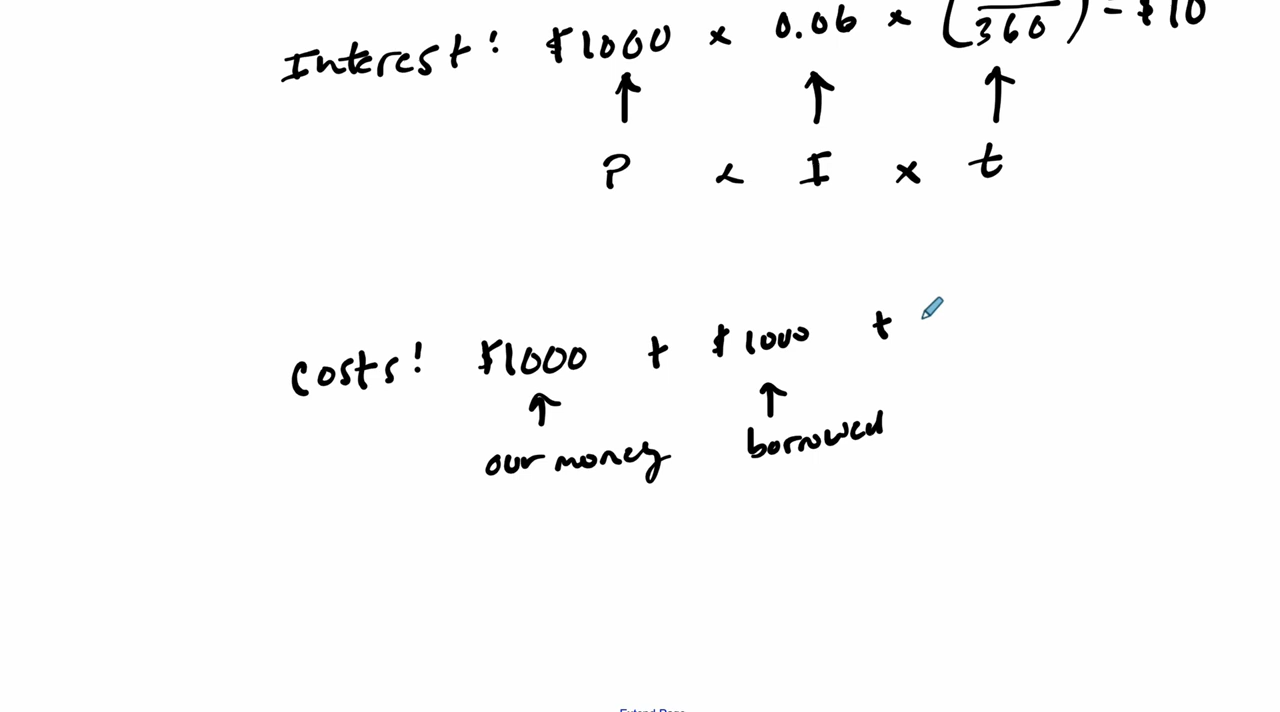 Interest: $1000 x 0.06 x ( /360) = $10
↑ ↑ ↑
P x I x t
Costs: $1000 + $1000 +
↑ ↑
our money borrowed